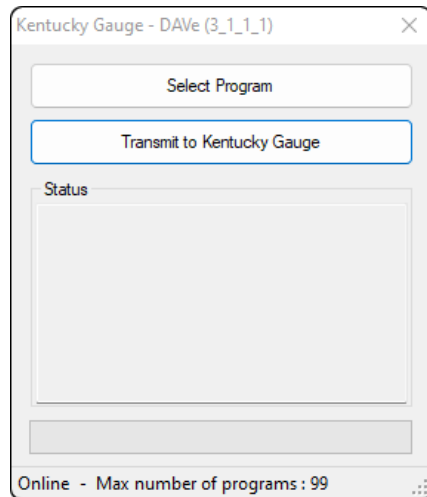 Kentucky Gauge - DAVe (3_1_1_1)
Select Program
Transmit to Kentucky Gauge
Status
Online - Max number of programs : 99